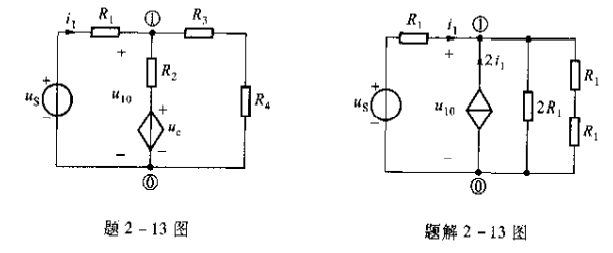 i₁ R₁ ① R₃
+
R₂
+ uS − u₁₀ + uc − R₄
−
⓪
题 2-13 图
R₁ i₁ ①
+ 2i₁
R₁
+ uS − u₁₀ 2R₁
R₁
−
⓪
题解 2-13 图